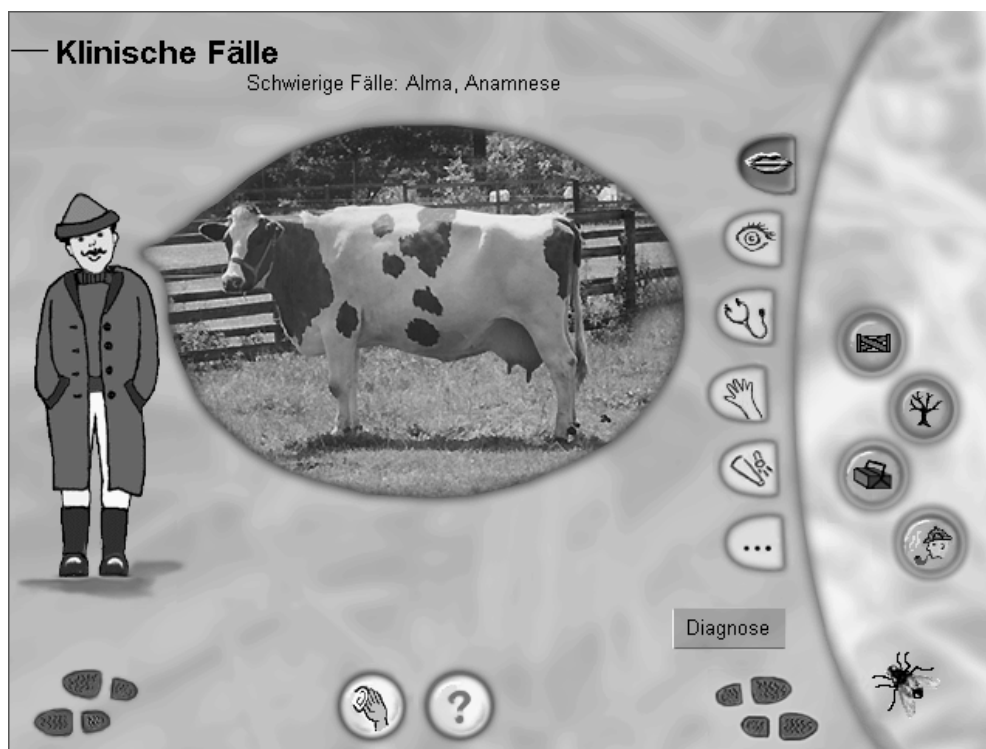 Klinische Fälle
Schwierige Fälle: Alma, Anamnese
...
Diagnose
?